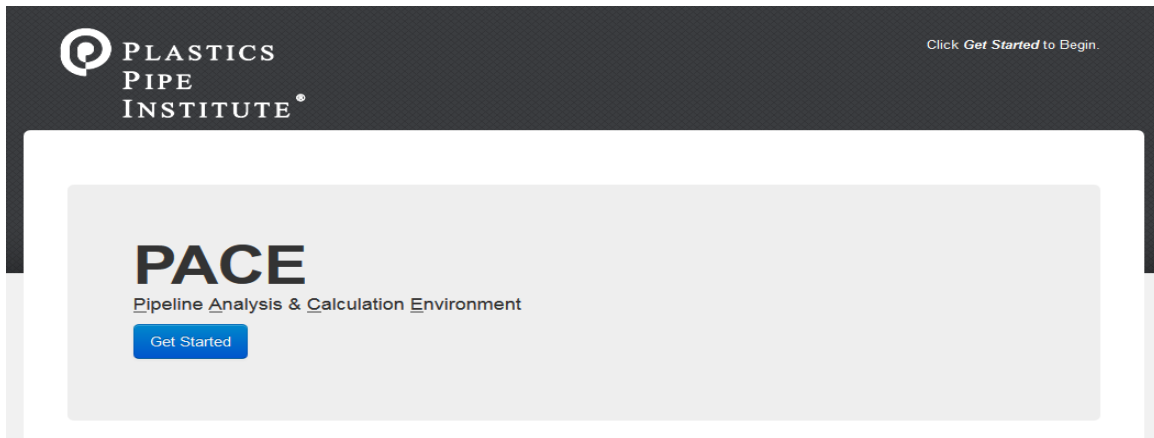 PLASTICS
PIPE
INSTITUTE®
Click Get Started to Begin.
PACE
Pipeline Analysis & Calculation Environment
Get Started